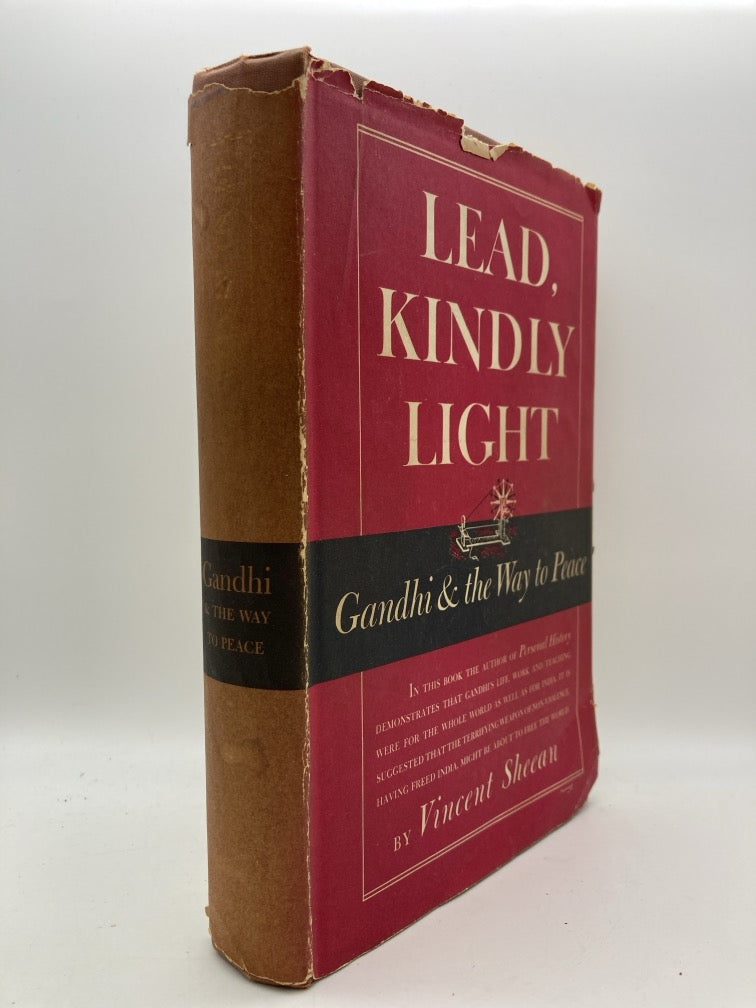 LEAD,
KINDLY
LIGHT
Gandhi & the Way to Peace
IN THIS BOOK THE AUTHOR OF Personal History
DEMONSTRATES THAT GANDHI'S LIFE, WORK AND TEACHING
WERE FOR THE WHOLE WORLD AS WELL AS FOR INDIA. IT IS
SUGGESTED THAT THE TERRIFYING WEAPON OF NON-VIOLENCE,
HAVING FREED INDIA, MIGHT BE ABOUT TO FREE THE WORLD.
BY Vincent Sheean
Gandhi
& THE WAY
TO PEACE